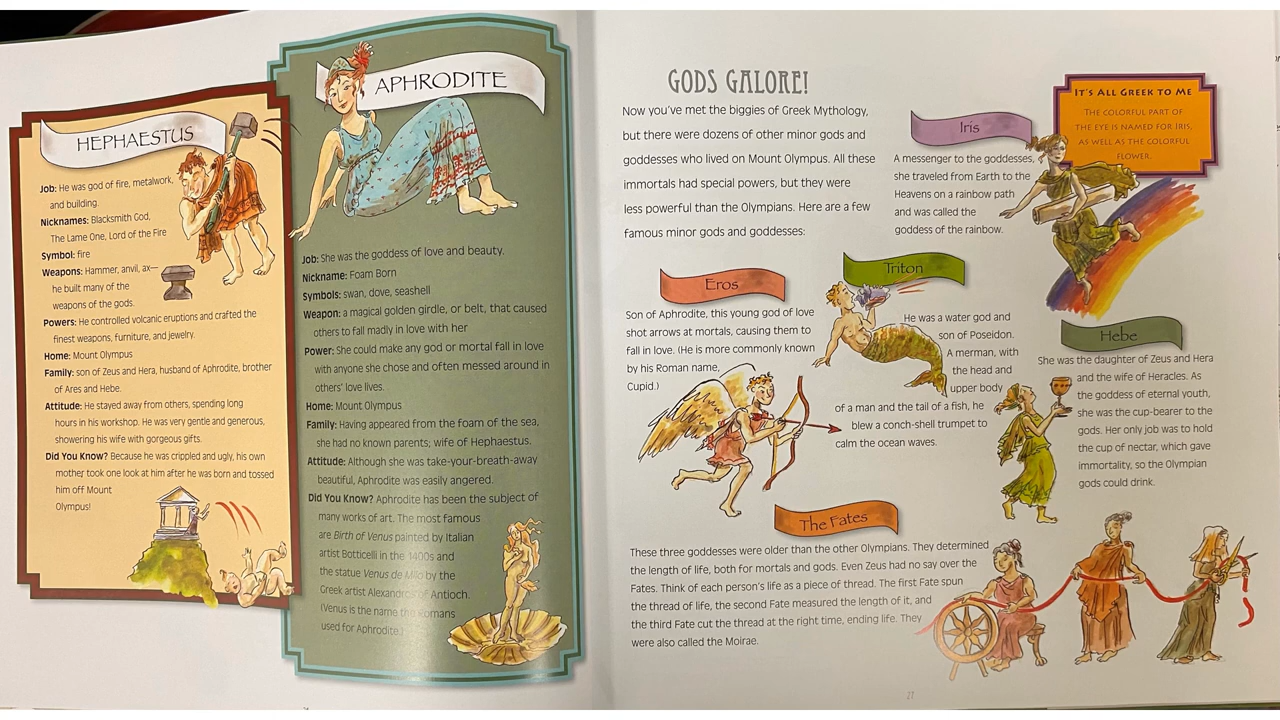 HEPHAESTUS
Job: He was god of fire, metalwork,
and building.
Nicknames: Blacksmith God,
The Lame One, Lord of the Fire
Symbol: fire
Weapons: Hammer, anvil, ax—
he built many of the
weapons of the gods.
Powers: He controlled volcanic eruptions and crafted the
finest weapons, furniture, and jewelry.
Home: Mount Olympus
Family: son of Zeus and Hera, husband of Aphrodite, brother
of Ares and Hebe.
Attitude: He stayed away from others, spending long
hours in his workshop. He was very gentle and generous,
showering his wife with gorgeous gifts.
Did You Know? Because he was crippled and ugly, his own
mother took one look at him after he was born and tossed
him off Mount
Olympus!
APHRODITE
Job: She was the goddess of love and beauty.
Nickname: Foam Born
Symbols: swan, dove, seashell
Weapon: a magical golden girdle, or belt, that caused
others to fall madly in love with her
Power: She could make any god or mortal fall in love
with anyone she chose and often messed around in
others' love lives.
Home: Mount Olympus
Family: Having appeared from the foam of the sea,
she had no known parents; wife of Hephaestus.
Attitude: Although she was take-your-breath-away
beautiful, Aphrodite was easily angered.
Did You Know? Aphrodite has been the subject of
many works of art. The most famous
are Birth of Venus painted by Italian
artist Botticelli in the 1400s and
the statue Venus de Milo by the
Greek artist Alexandros of Antioch.
(Venus is the name the Romans
used for Aphrodite.)
GODS GALORE!
Now you've met the biggies of Greek Mythology,
but there were dozens of other minor gods and
goddesses who lived on Mount Olympus. All these
immortals had special powers, but they were
less powerful than the Olympians. Here are a few
famous minor gods and goddesses:
Iris
A messenger to the goddesses,
she traveled from Earth to the
Heavens on a rainbow path
and was called the
goddess of the rainbow.
IT'S ALL GREEK TO ME
THE COLORFUL PART OF
THE EYE IS NAMED FOR IRIS,
AS WELL AS THE COLORFUL
FLOWER.
Eros
Son of Aphrodite, this young god of love
shot arrows at mortals, causing them to
fall in love. (He is more commonly known
by his Roman name,
Cupid.)
Triton
He was a water god and
son of Poseidon.
A merman, with
the head and
upper body
of a man and the tail of a fish, he
blew a conch-shell trumpet to
calm the ocean waves.
Hebe
She was the daughter of Zeus and Hera
and the wife of Heracles. As
the goddess of eternal youth,
she was the cup-bearer to the
gods. Her only job was to hold
the cup of nectar, which gave
immortality, so the Olympian
gods could drink.
The Fates
These three goddesses were older than the other Olympians. They determined
the length of life, both for mortals and gods. Even Zeus had no say over the
Fates. Think of each person's life as a piece of thread. The first Fate spun
the thread of life, the second Fate measured the length of it, and
the third Fate cut the thread at the right time, ending life. They
were also called the Moirae.